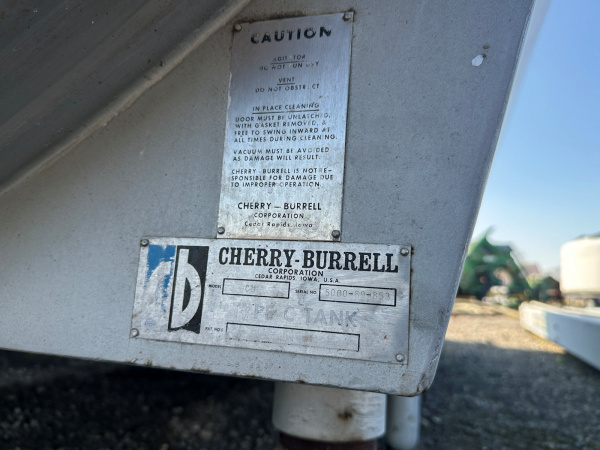 CAUTION
VENT
DO NOT OBSTRUCT
IN PLACE CLEANING
DOOR MUST BE UNLATCHED,
WITH GASKET REMOVED, &
FREE TO SWING INWARD AT
ALL TIMES DURING CLEANING.
VACUUM MUST BE AVOIDED
AS DAMAGE WILL RESULT.
CHERRY-BURRELL IS NOT RE-
SPONSIBLE FOR DAMAGE DUE
TO IMPROPER OPERATION.
CHERRY - BURRELL
CORPORATION
Cedar Rapids, Iowa
CHERRY-BURRELL
CORPORATION
CEDAR RAPIDS, IOWA, U.S.A.
MODEL
SERIAL NO
TANK